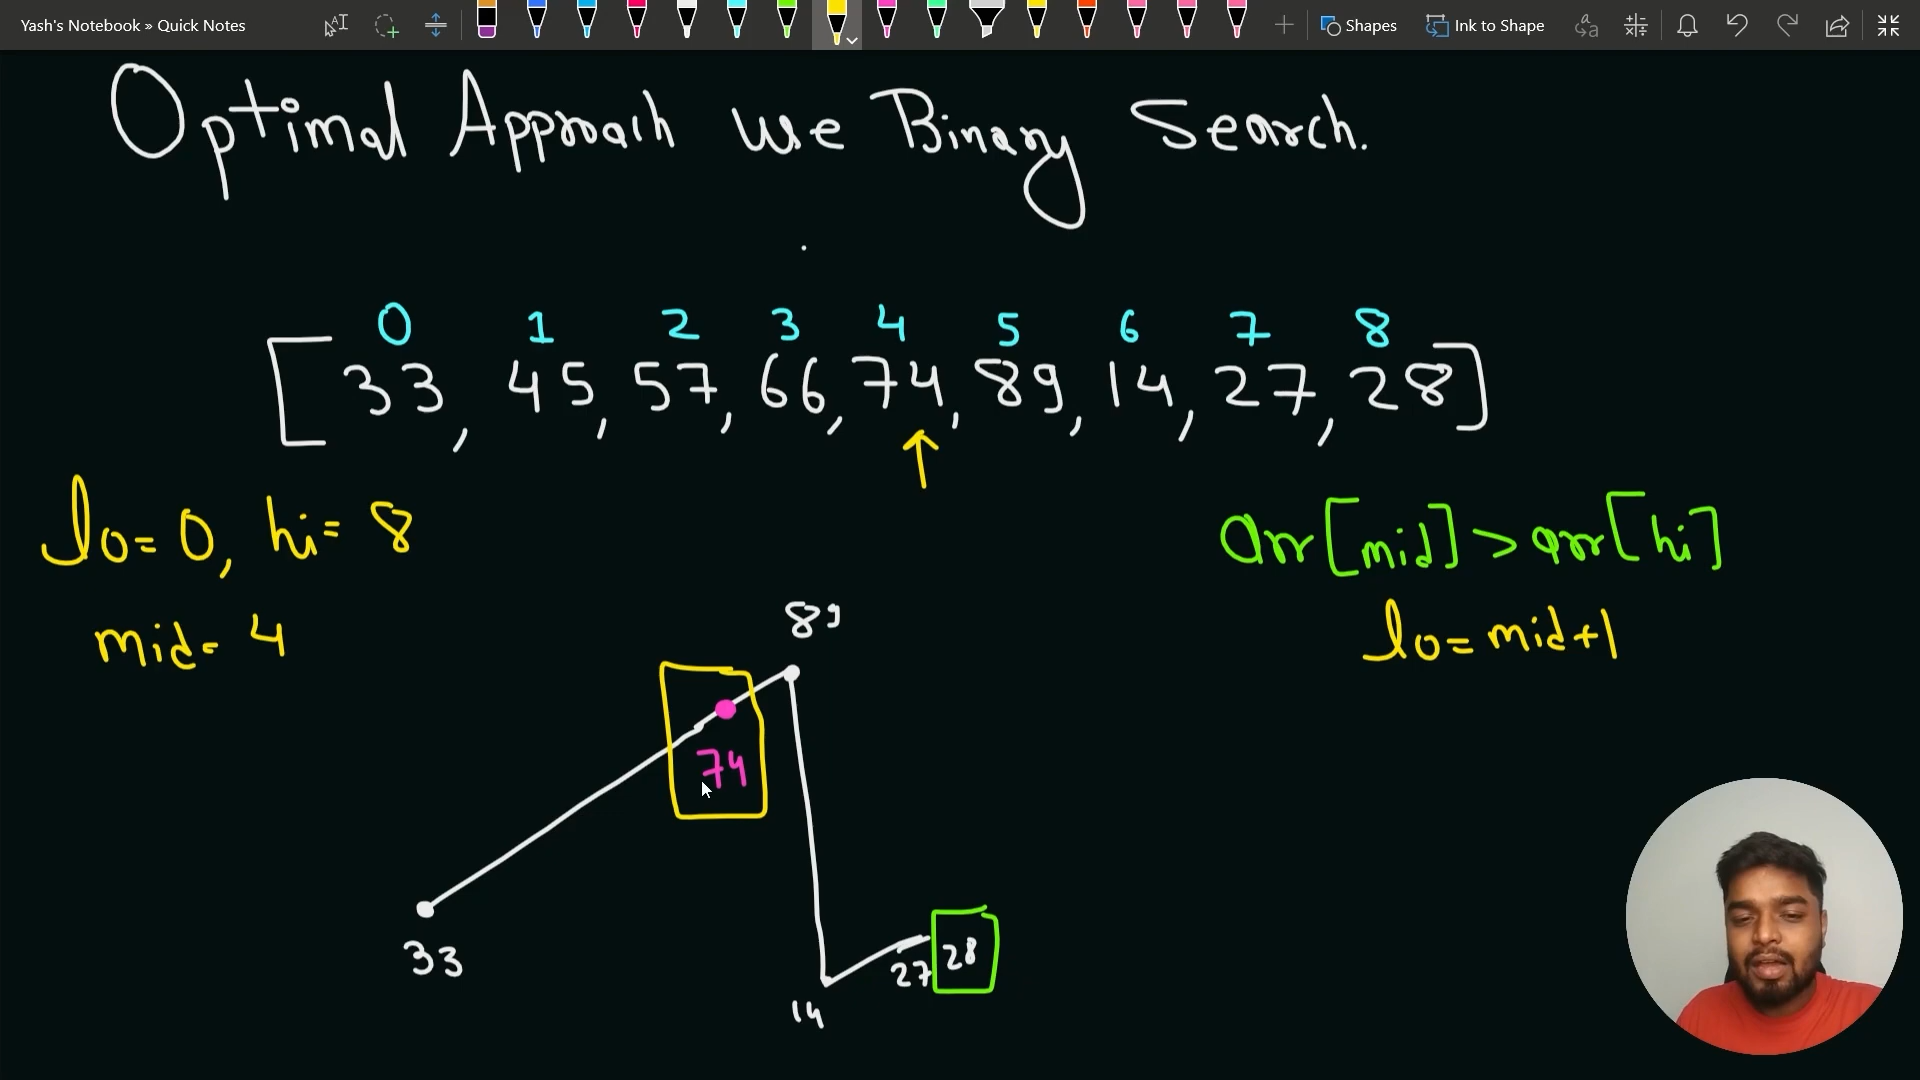 Yash's Notebook » Quick Notes
Shapes
Ink to Shape
Optimal Approach use Binary Search.
0 1 2 3 4 5 6 7 8
[33, 45, 57, 66, 74, 89, 14, 27, 28]
lo= 0, hi= 8
arr[mid] > arr[hi]
mid= 4
lo= mid+1
89
74
33
27
28
14